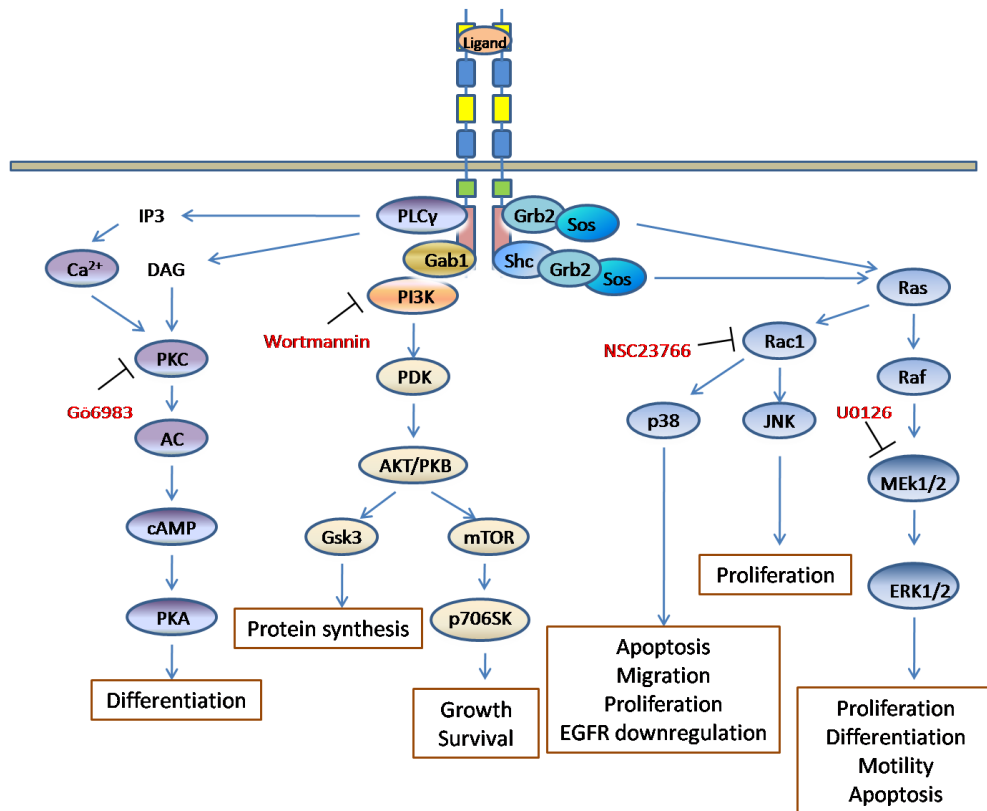 Ligand
IP3
PLCγ
Grb2
Sos
Ca²⁺
DAG
Gab1
Shc
Grb2
Sos
Ras
PI3K
Wortmannin
NSC23766
Rac1
PKC
PDK
Raf
Gö6983
U0126
p38
JNK
AC
AKT/PKB
MEk1/2
cAMP
Gsk3
mTOR
Proliferation
ERK1/2
PKA
Protein synthesis
p706SK
Apoptosis
Migration
Proliferation
EGFR downregulation
Differentiation
Growth
Survival
Proliferation
Differentiation
Motility
Apoptosis